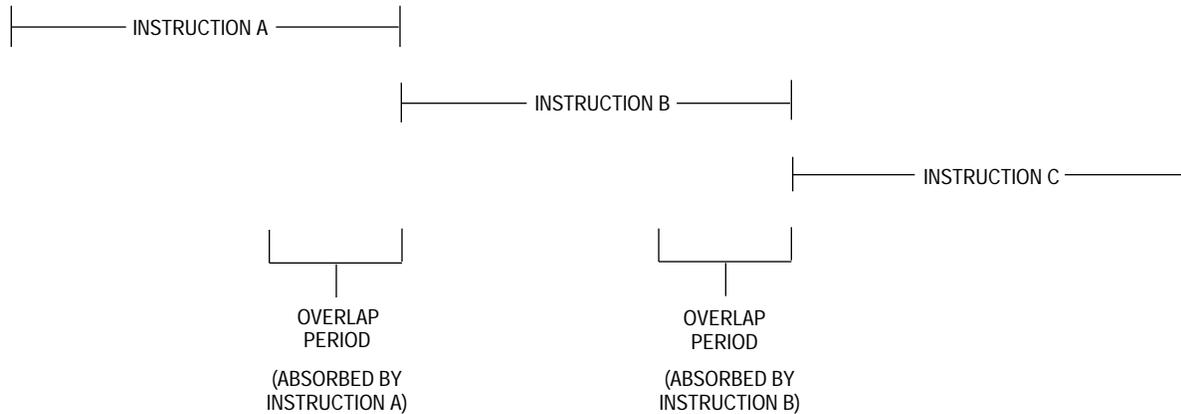 INSTRUCTION A
INSTRUCTION B
INSTRUCTION C
OVERLAP
PERIOD
(ABSORBED BY
INSTRUCTION A)
OVERLAP
PERIOD
(ABSORBED BY
INSTRUCTION B)